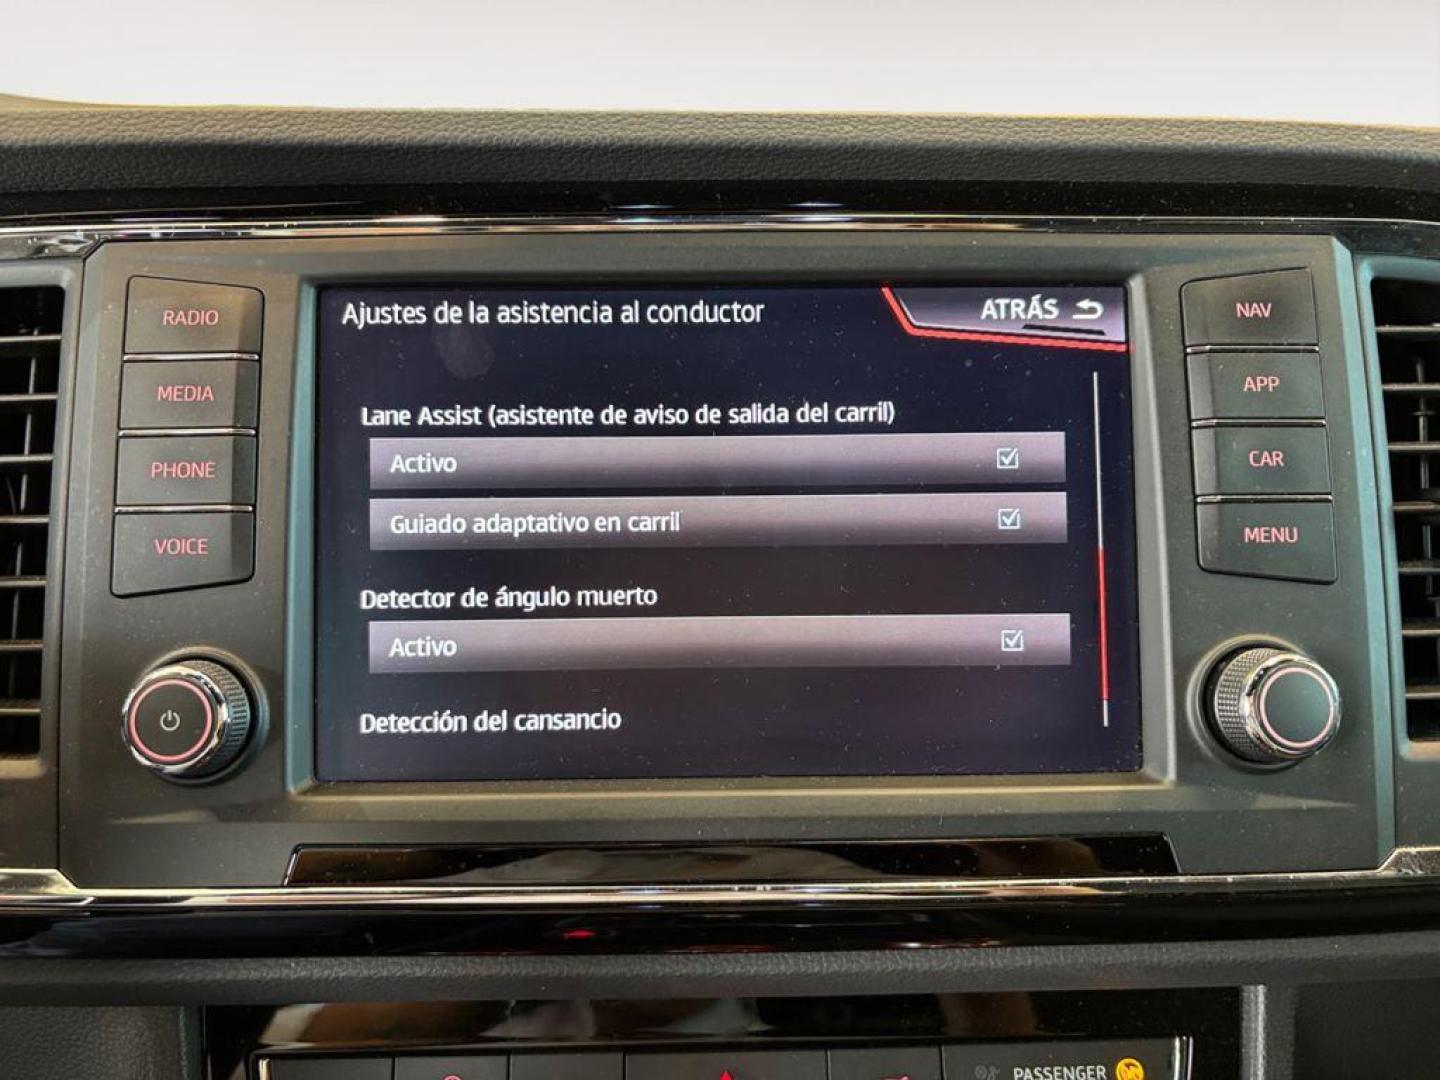 Ajustes de la asistencia al conductor
ATRÁS
Lane Assist (asistente de aviso de salida del carril)
Activo
Guiado adaptativo en carril
Detector de ángulo muerto
Activo
Detección del cansancio
RADIO
MEDIA
PHONE
VOICE
NAV
APP
CAR
MENU
PASSENGER